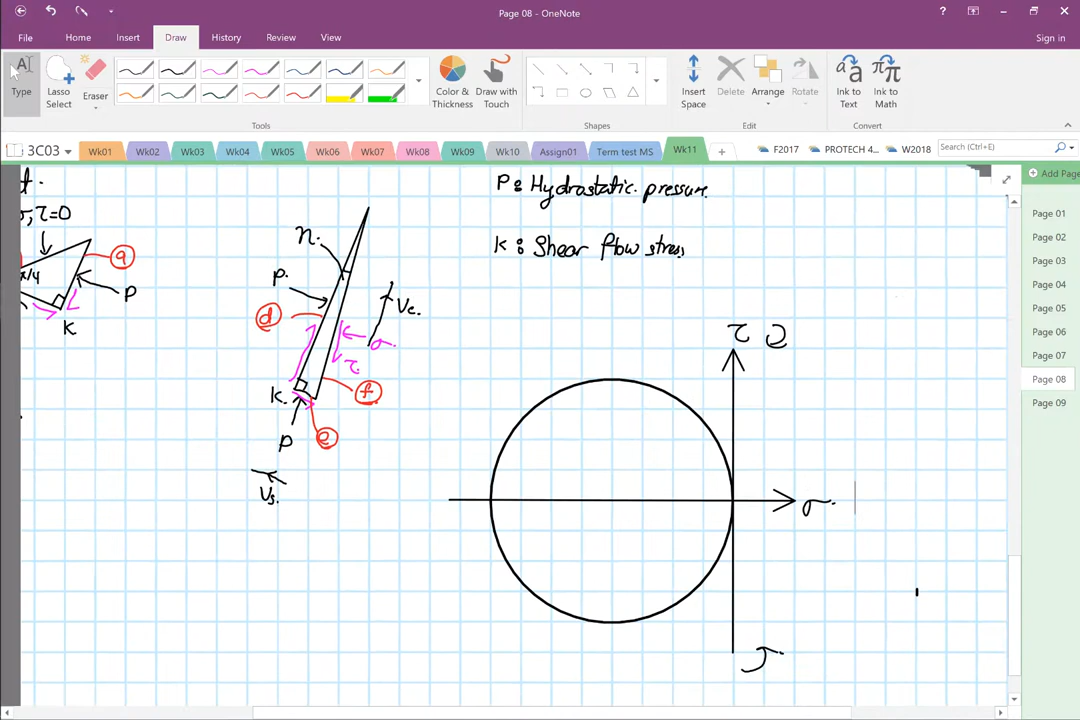 Page 08 - OneNote
File Home Insert Draw History Review View
Sign in
Type
Lasso Select
Eraser
Color & Thickness
Draw with Touch
Insert Space
Delete
Arrange
Rotate
Ink to Text
Ink to Math
Tools
Shapes
Edit
Convert
3C03
Wk01 Wk02 Wk03 Wk04 Wk05 Wk06 Wk07 Wk08 Wk09 Wk10 Assign01 Term test MS Wk11
F2017 PROTECH 4... W2018
Search (Ctrl+E)
Add Page
Page 01
Page 02
Page 03
Page 04
Page 05
Page 06
Page 07
Page 08
Page 09
t.
σ, τ=0
π/4
a
P
K
n.
P.
d
Vc.
σ
τ.
K.
f
P
e
Vs.
P: Hydrostatic pressure.
K: Shear flow stress
τ
σ.